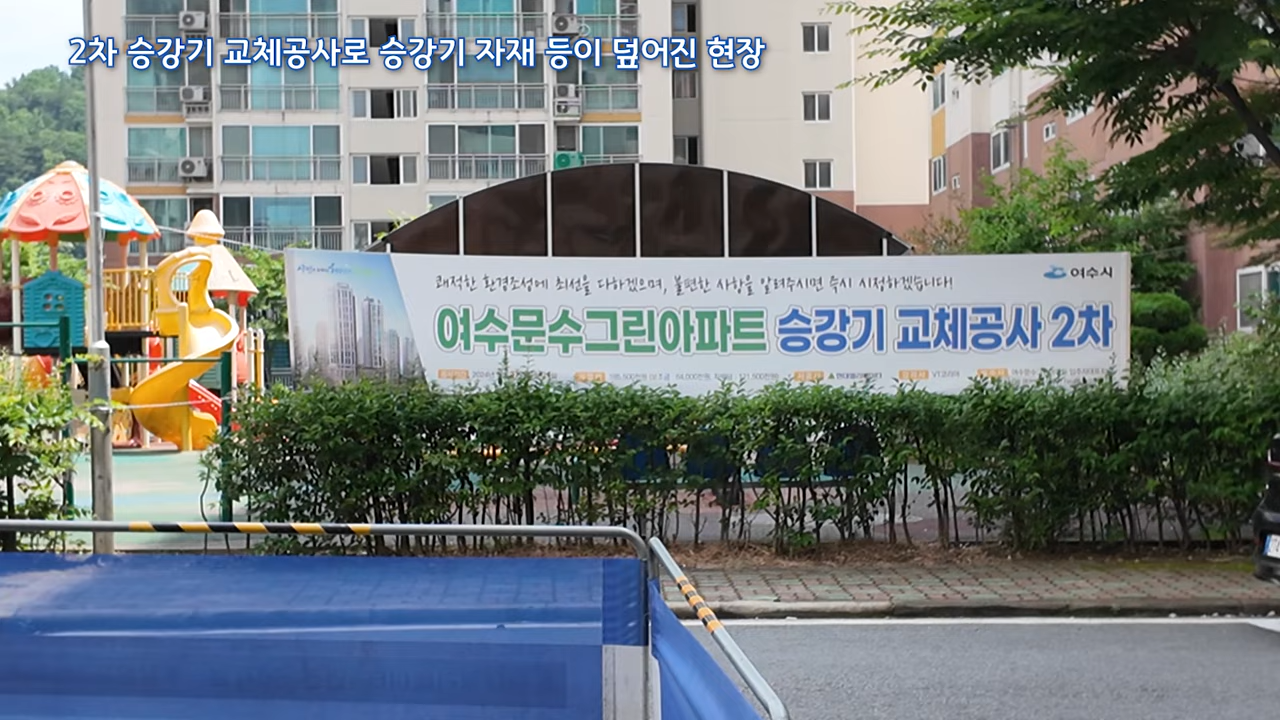 2차 승강기 교체공사로 승강기 자재 등이 덮어진 현장
여수시
쾌적한 환경조성에 최선을 다하겠으며, 불편한 사항을 알려주시면 즉시 시정하겠습니다!
여수문수그린아파트 승강기 교체공사 2차